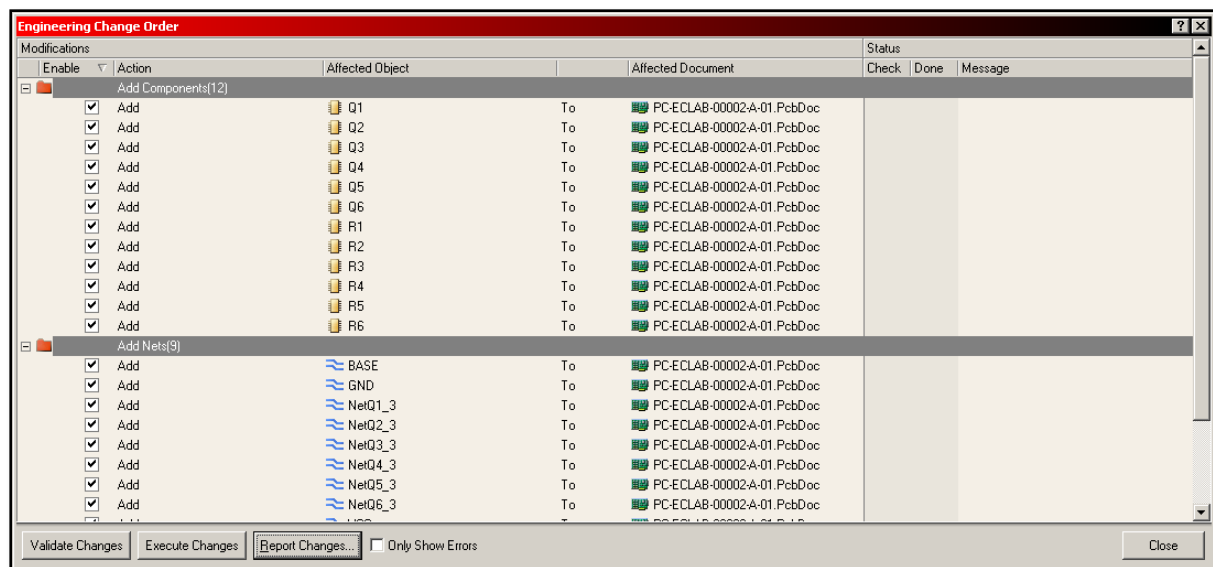 Engineering Change Order
Modifications Status
Enable Action Affected Object Affected Document Check Done Message
Add Components(12)
Add Q1 To PC-ECLAB-00002-A-01.PcbDoc
Add Q2 To PC-ECLAB-00002-A-01.PcbDoc
Add Q3 To PC-ECLAB-00002-A-01.PcbDoc
Add Q4 To PC-ECLAB-00002-A-01.PcbDoc
Add Q5 To PC-ECLAB-00002-A-01.PcbDoc
Add Q6 To PC-ECLAB-00002-A-01.PcbDoc
Add R1 To PC-ECLAB-00002-A-01.PcbDoc
Add R2 To PC-ECLAB-00002-A-01.PcbDoc
Add R3 To PC-ECLAB-00002-A-01.PcbDoc
Add R4 To PC-ECLAB-00002-A-01.PcbDoc
Add R5 To PC-ECLAB-00002-A-01.PcbDoc
Add R6 To PC-ECLAB-00002-A-01.PcbDoc
Add Nets(9)
Add BASE To PC-ECLAB-00002-A-01.PcbDoc
Add GND To PC-ECLAB-00002-A-01.PcbDoc
Add NetQ1_3 To PC-ECLAB-00002-A-01.PcbDoc
Add NetQ2_3 To PC-ECLAB-00002-A-01.PcbDoc
Add NetQ3_3 To PC-ECLAB-00002-A-01.PcbDoc
Add NetQ4_3 To PC-ECLAB-00002-A-01.PcbDoc
Add NetQ5_3 To PC-ECLAB-00002-A-01.PcbDoc
Add NetQ6_3 To PC-ECLAB-00002-A-01.PcbDoc
Validate Changes Execute Changes Report Changes... Only Show Errors Close